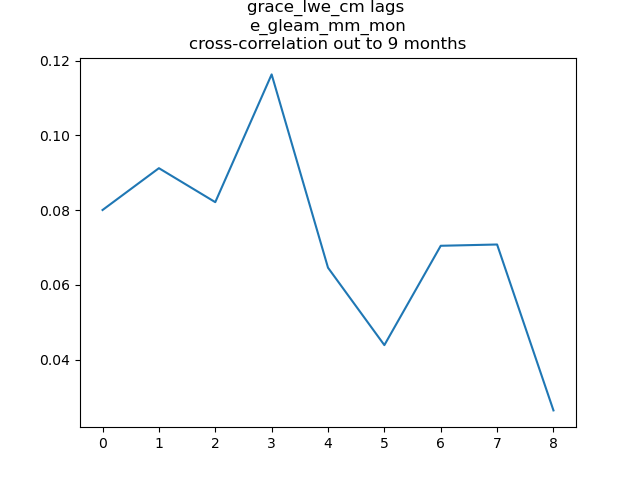 grace_lwe_cm lags
e_gleam_mm_mon
cross-correlation out to 9 months
0.12
0.10
0.08
0.06
0.04
0 1 2 3 4 5 6 7 8